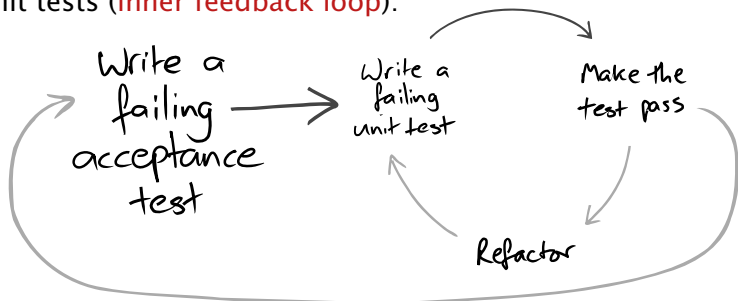 it tests (inner feedback loop).
Write a
failing
acceptance
test
Write a
failing
unit test
Make the
test pass
Refactor